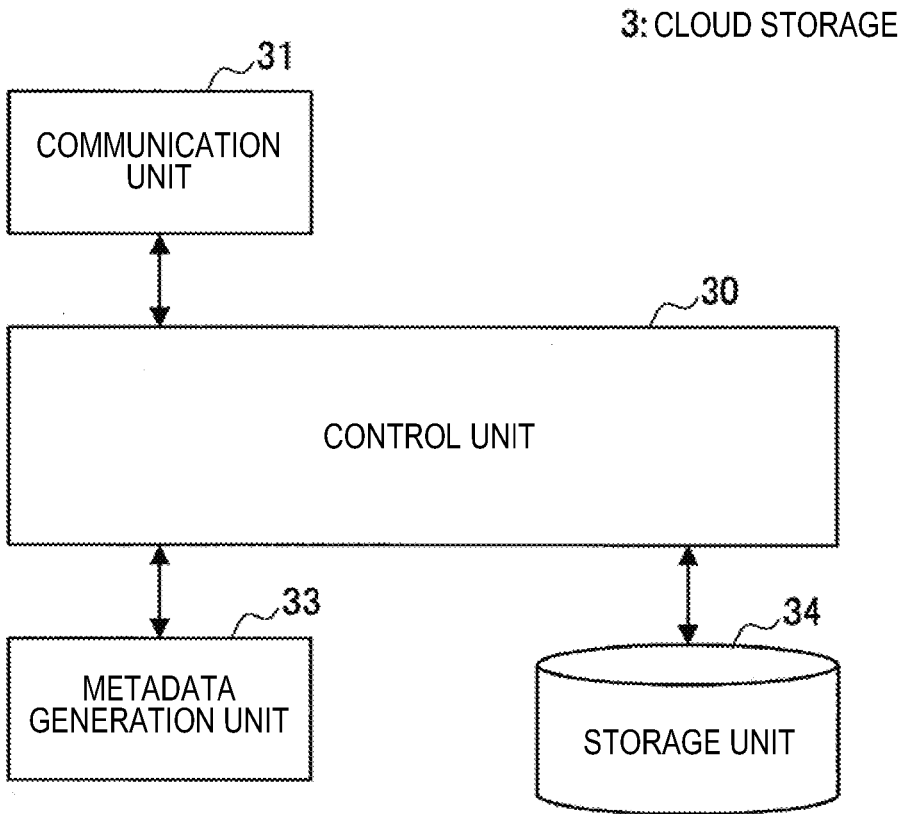 3: CLOUD STORAGE
31
COMMUNICATION
UNIT
30
CONTROL UNIT
33
METADATA
GENERATION UNIT
34
STORAGE UNIT